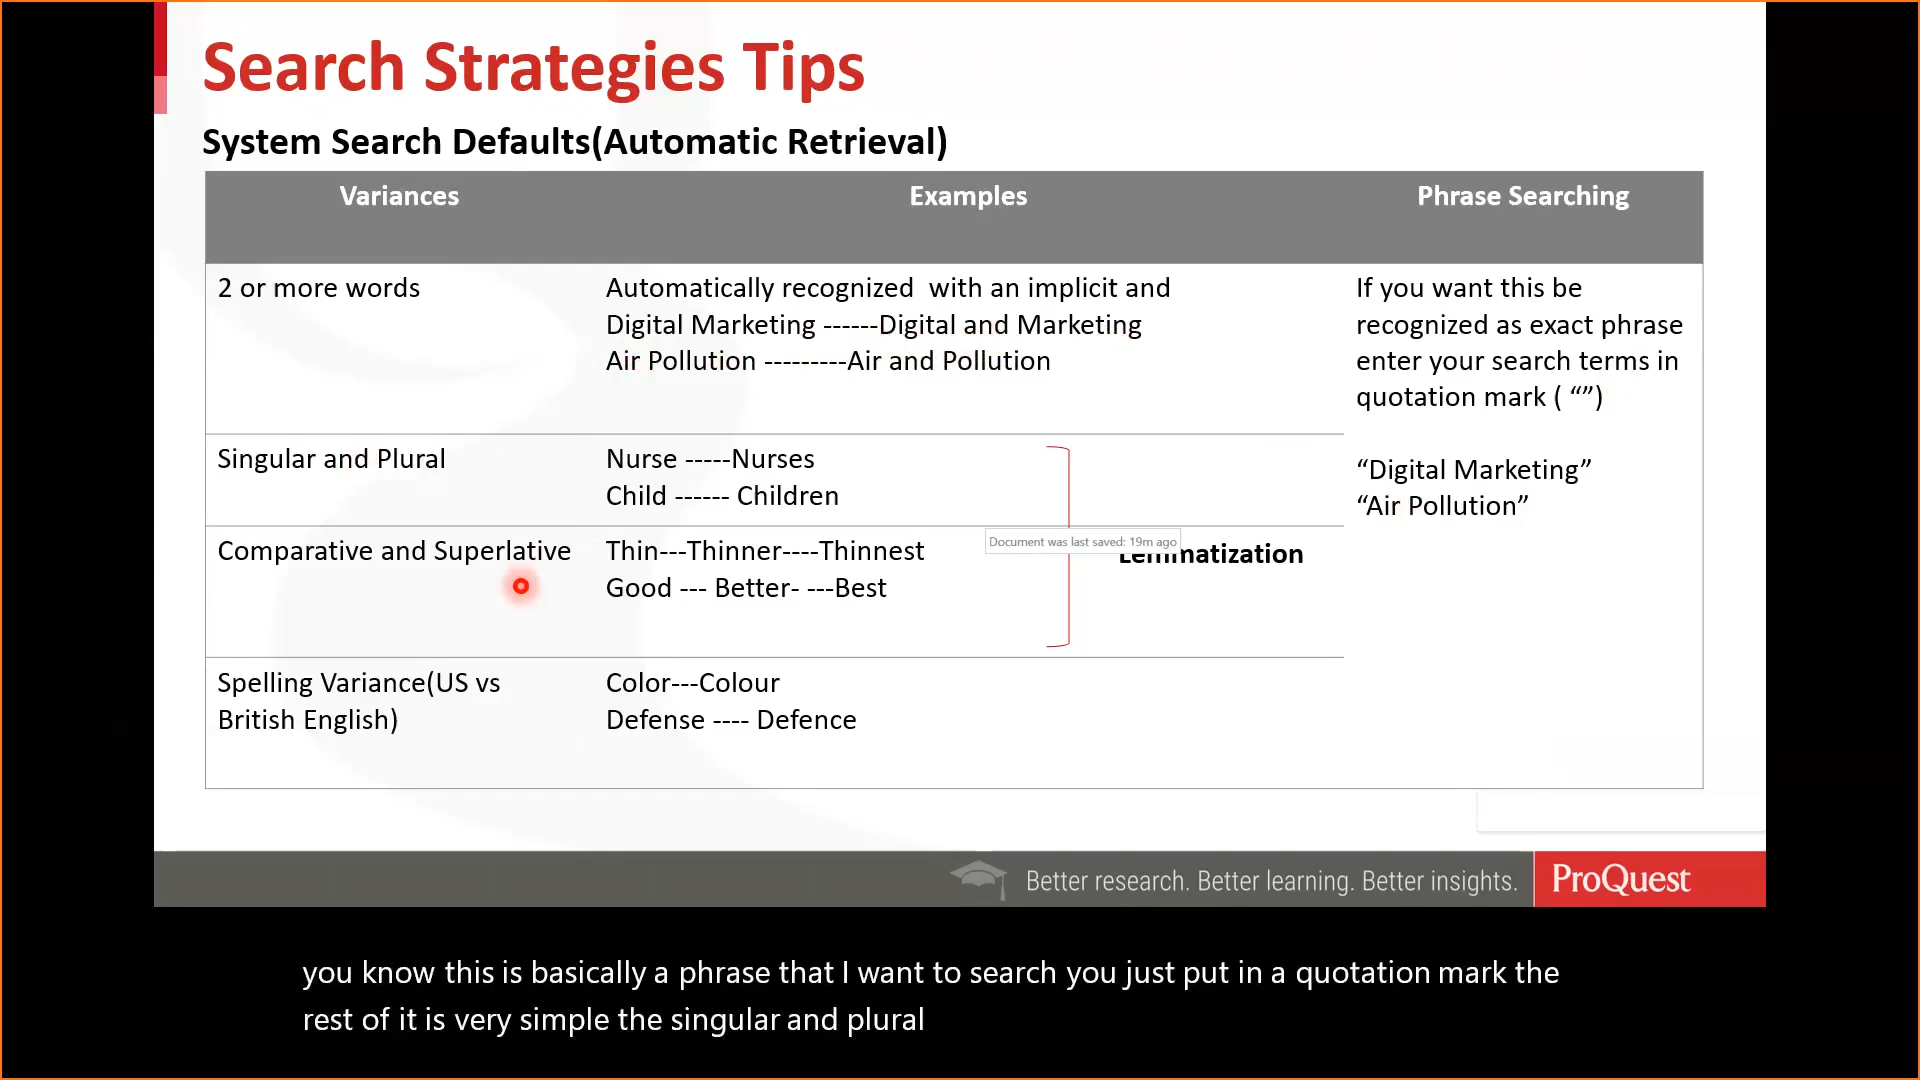 Search Strategies Tips
System Search Defaults(Automatic Retrieval)
Variances Examples Phrase Searching
2 or more words
Automatically recognized with an implicit and
Digital Marketing ------Digital and Marketing
Air Pollution ---------Air and Pollution
If you want this be
recognized as exact phrase
enter your search terms in
quotation mark ( “”)
“Digital Marketing”
“Air Pollution”
Singular and Plural
Nurse -----Nurses
Child ------ Children
Comparative and Superlative
Thin---Thinner----Thinnest
Good --- Better- ---Best
Document was last saved: 19m ago
Lemmatization
Spelling Variance(US vs
British English)
Color---Colour
Defense ---- Defence
Better research. Better learning. Better insights.
ProQuest
you know this is basically a phrase that I want to search you just put in a quotation mark the
rest of it is very simple the singular and plural